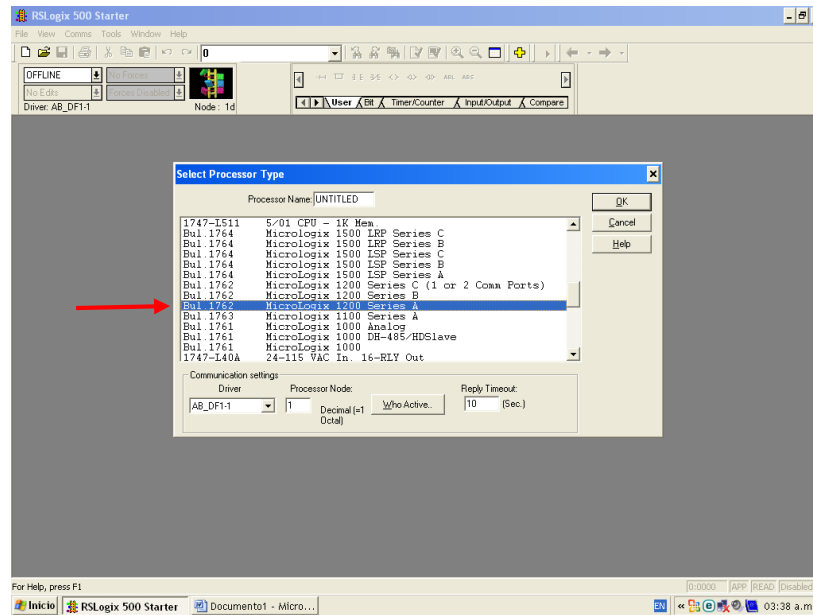 RSLogix 500 Starter
File View Comms Tools Window Help
0
OFFLINE No Forces
No Edits Forces Disabled
Driver: AB_DF1-1 Node: 1d
ABL
User Bit Timer/Counter Input/Output Compare
Select Processor Type
Processor Name: UNTITLED
OK
Cancel
Help
1747-L511 5/01 CPU - 1K Mem.
Bul.1764 Micrologix 1500 LRP Series C
Bul.1764 Micrologix 1500 LRP Series B
Bul.1764 Micrologix 1500 LSP Series C
Bul.1764 Micrologix 1500 LSP Series B
Bul.1764 Micrologix 1500 LSP Series A
Bul.1762 MicroLogix 1200 Series C (1 or 2 Comm Ports)
Bul.1762 MicroLogix 1200 Series B
Bul.1762 MicroLogix 1200 Series A
Bul.1763 MicroLogix 1100 Series A
Bul.1761 MicroLogix 1000 Analog
Bul.1761 MicroLogix 1000 DH-485/HDSlave
Bul.1761 MicroLogix 1000
1747-L40A 24-115 VAC In. 16-RLY Out
Communication settings
Driver Processor Node: Reply Timeout:
AB_DF1-1 1 Decimal (=1 Octal) Who Active.. 10 (Sec.)
For Help, press F1 0:0000 APP READ Disabled
Inicio RSLogix 500 Starter Documento1 - Micro... EN « 03:38 a.m